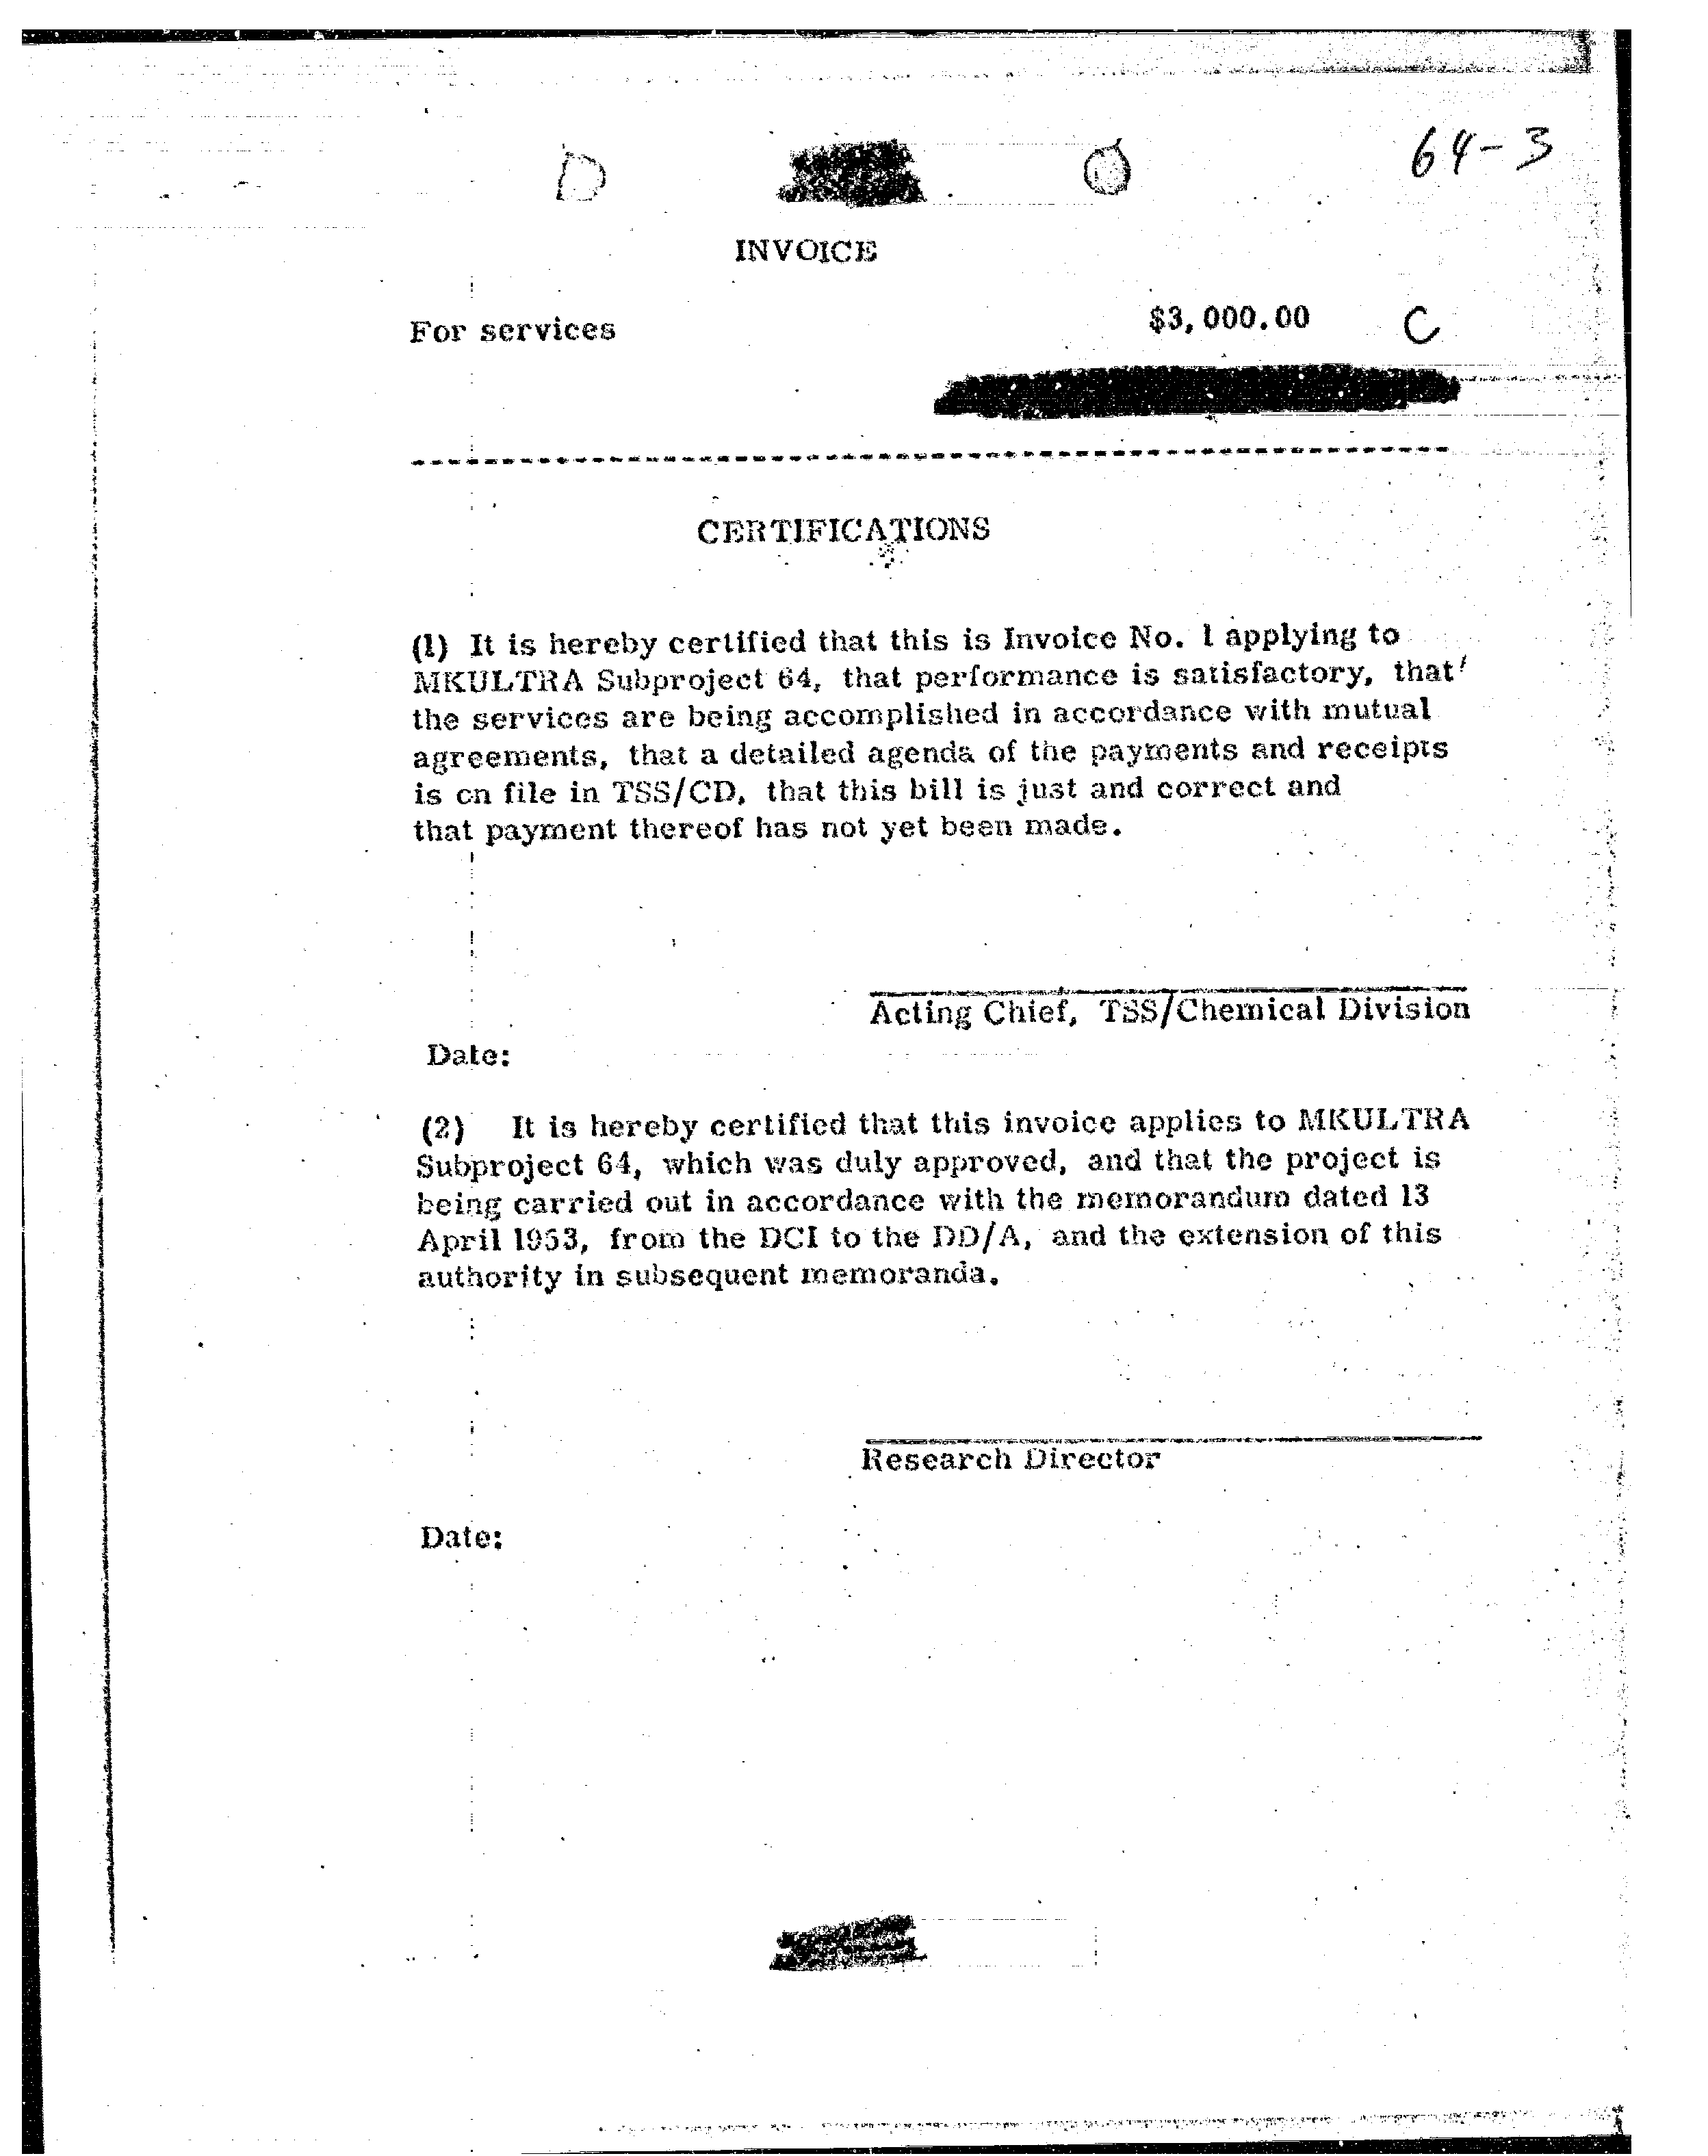 64-3
INVOICE
For services $3,000.00 C
CERTIFICATIONS
(1) It is hereby certified that this is Invoice No. 1 applying to
MKULTRA Subproject 64, that performance is satisfactory, that
the services are being accomplished in accordance with mutual
agreements, that a detailed agenda of the payments and receipts
is on file in TSS/CD, that this bill is just and correct and
that payment thereof has not yet been made.
Acting Chief, TSS/Chemical Division
Date:
(2) It is hereby certified that this invoice applies to MKULTRA
Subproject 64, which was duly approved, and that the project is
being carried out in accordance with the memorandum dated 13
April 1953, from the DCI to the DD/A, and the extension of this
authority in subsequent memoranda.
Research Director
Date: